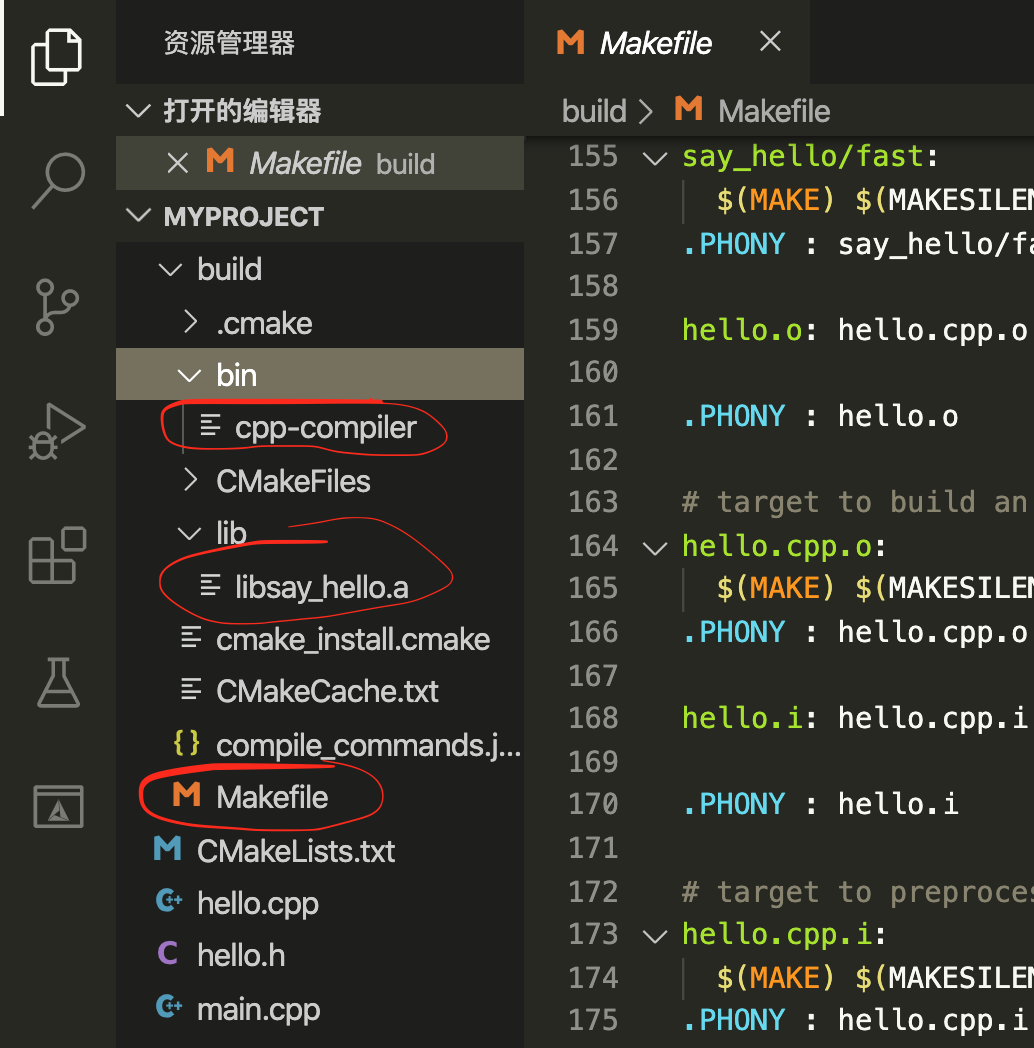 资源管理器
打开的编辑器
Makefile build
MYPROJECT
build
.cmake
bin
cpp-compiler
CMakeFiles
lib
libsay_hello.a
cmake_install.cmake
CMakeCache.txt
{} compile_commands.j...
Makefile
CMakeLists.txt
hello.cpp
hello.h
main.cpp
Makefile
build > Makefile
155 say_hello/fast:
156 $(MAKE) $(MAKESILEN
157 .PHONY : say_hello/fa
158
159 hello.o: hello.cpp.o
160
161 .PHONY : hello.o
162
163 # target to build an
164 hello.cpp.o:
165 $(MAKE) $(MAKESILEN
166 .PHONY : hello.cpp.o
167
168 hello.i: hello.cpp.i
169
170 .PHONY : hello.i
171
172 # target to preproces
173 hello.cpp.i:
174 $(MAKE) $(MAKESILEN
175 .PHONY : hello.cpp.i